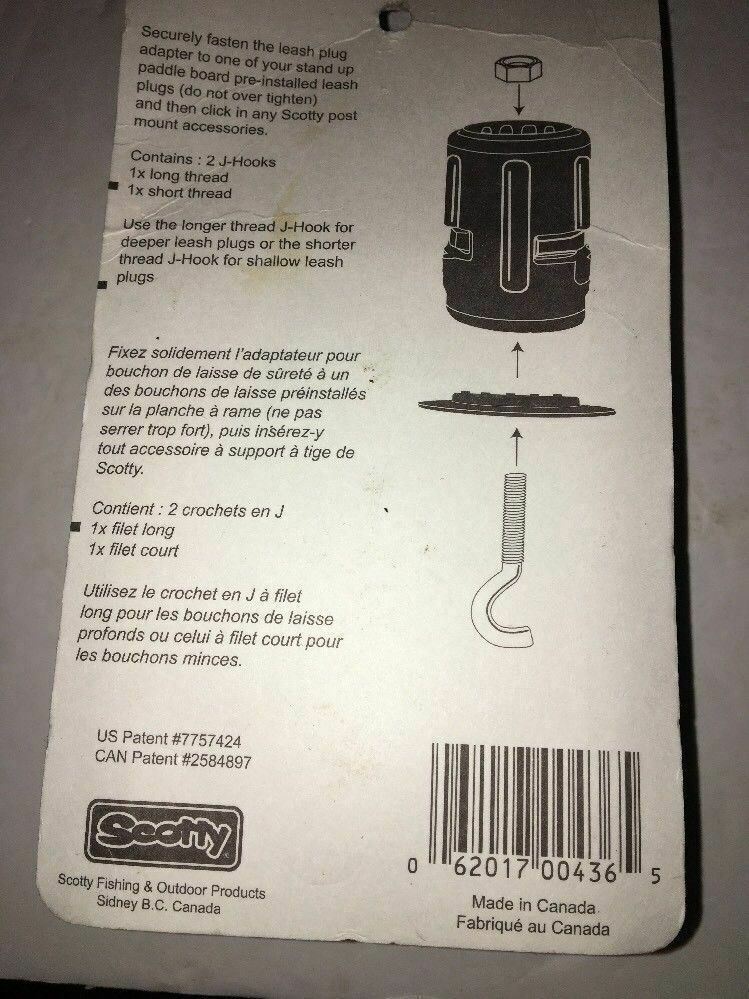 Securely fasten the leash plug
adapter to one of your stand up
paddle board pre-installed leash
plugs (do not over tighten)
and then click in any Scotty post
mount accessories.
Contains : 2 J-Hooks
1x long thread
1x short thread
Use the longer thread J-Hook for
deeper leash plugs or the shorter
thread J-Hook for shallow leash
plugs
Fixez solidement l'adaptateur pour
bouchon de laisse de sûreté à un
des bouchons de laisse préinstallés
sur la planche à rame (ne pas
serrer trop fort), puis insérez-y
tout accessoire à support à tige de
Scotty.
Contient : 2 crochets en J
1x filet long
1x filet court
Utilisez le crochet en J à filet
long pour les bouchons de laisse
profonds ou celui à filet court pour
les bouchons minces.
US Patent #7757424
CAN Patent #2584897
Scotty
Scotty Fishing & Outdoor Products
Sidney B.C. Canada
0 62017 00436 5
Made in Canada
Fabriqué au Canada